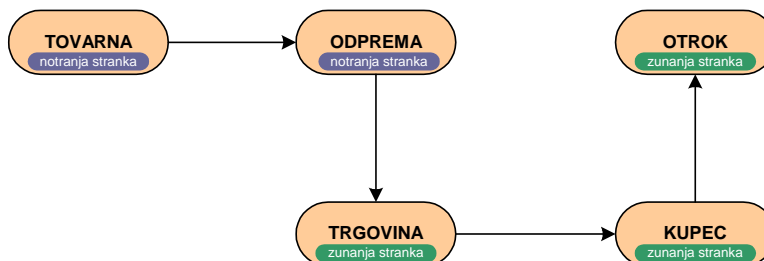 TOVARNA
notranja stranka
ODPREMA
notranja stranka
OTROK
zunanja stranka
TRGOVINA
zunanja stranka
KUPEC
zunanja stranka